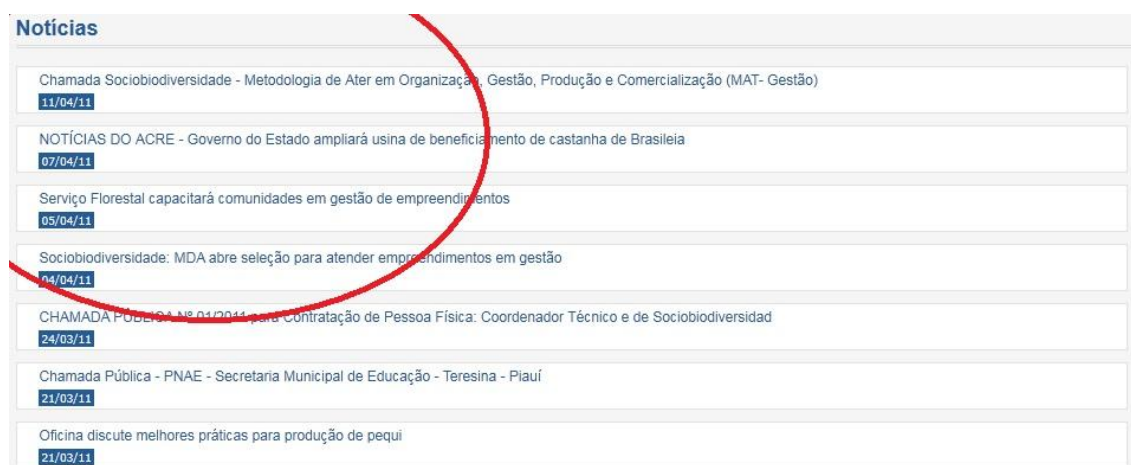 Notícias
Chamada Sociobiodiversidade - Metodologia de Ater em Organização, Gestão, Produção e Comercialização (MAT- Gestão)
11/04/11
NOTÍCIAS DO ACRE - Governo do Estado ampliará usina de beneficiamento de castanha de Brasileia
07/04/11
Serviço Florestal capacitará comunidades em gestão de empreendimentos
05/04/11
Sociobiodiversidade: MDA abre seleção para atender empreendimentos em gestão
04/04/11
CHAMADA PÚBLICA Nº 01/2011 para Contratação de Pessoa Física: Coordenador Técnico e de Sociobiodiversidad
24/03/11
Chamada Pública - PNAE - Secretaria Municipal de Educação - Teresina - Piauí
21/03/11
Oficina discute melhores práticas para produção de pequi
21/03/11